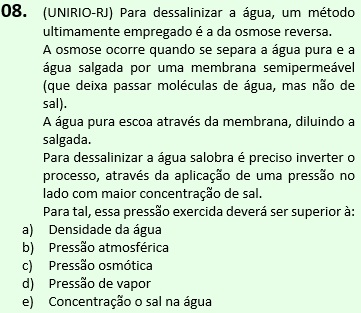 08. (UNIRIO-RJ) Para dessalinizar a água, um método
ultimamente empregado é a da osmose reversa.
A osmose ocorre quando se separa a água pura e a
água salgada por uma membrana semipermeável
(que deixa passar moléculas de água, mas não de
sal).
A água pura escoa através da membrana, diluindo a
salgada.
Para dessalinizar a água salobra é preciso inverter o
processo, através da aplicação de uma pressão no
lado com maior concentração de sal.
Para tal, essa pressão exercida deverá ser superior à:
a) Densidade da água
b) Pressão atmosférica
c) Pressão osmótica
d) Pressão de vapor
e) Concentração o sal na água